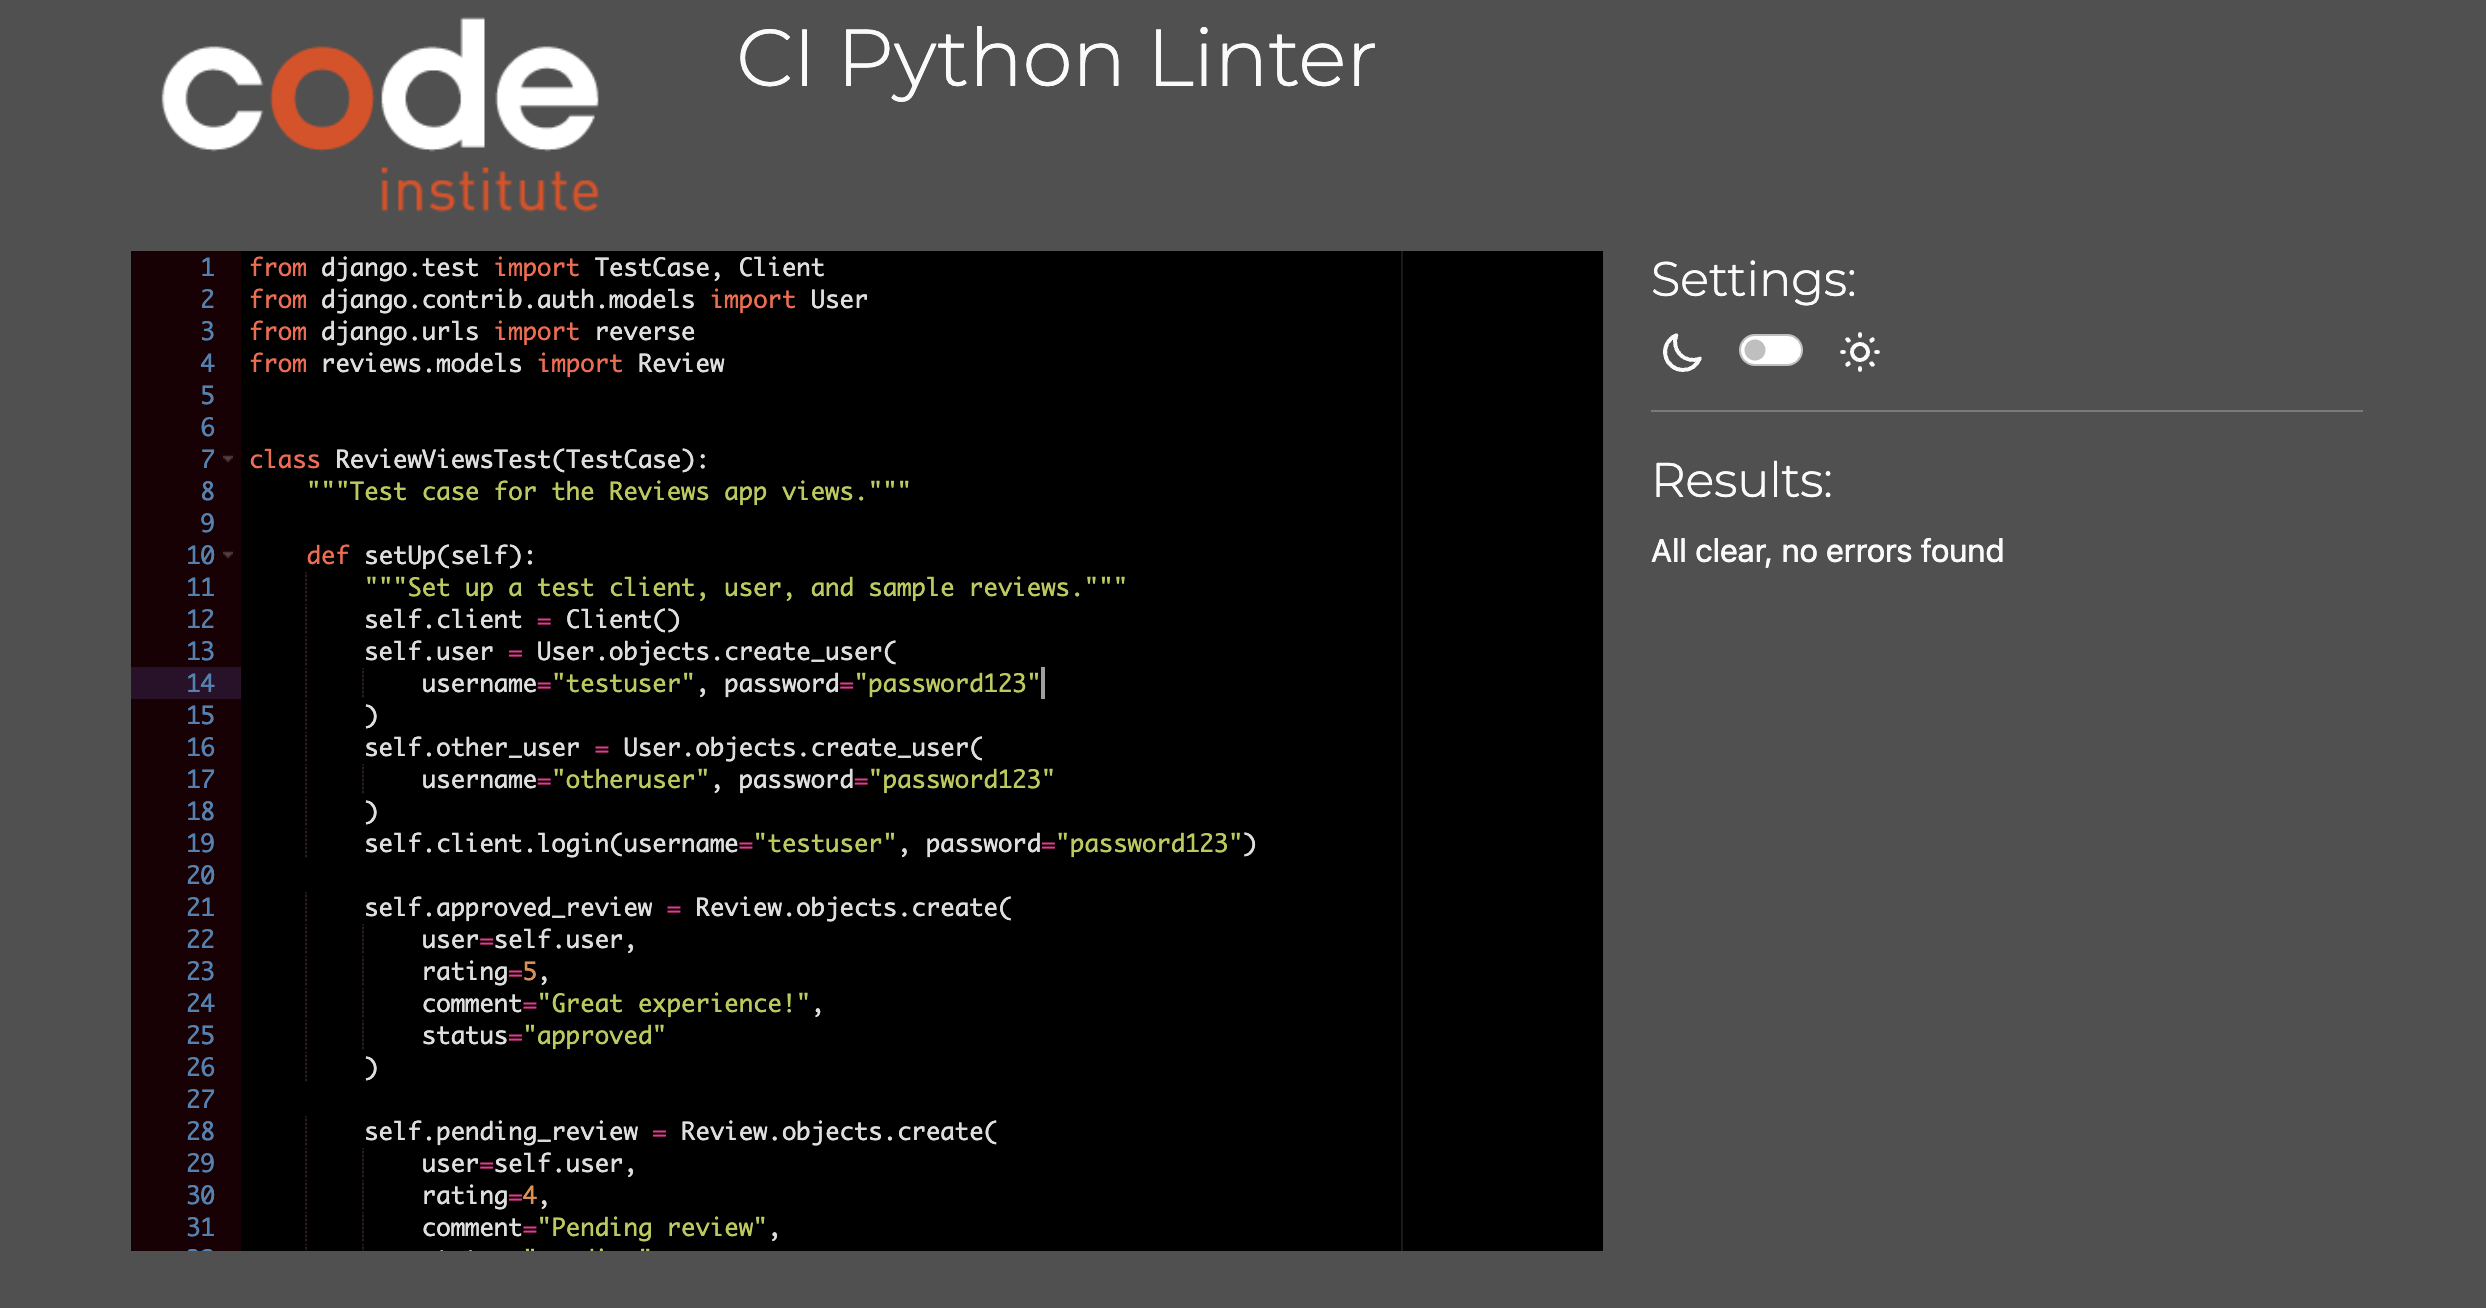 code
institute
CI Python Linter
1 from django.test import TestCase, Client
2 from django.contrib.auth.models import User
3 from django.urls import reverse
4 from reviews.models import Review
5
6
7 class ReviewViewsTest(TestCase):
8     """Test case for the Reviews app views."""
9
10     def setUp(self):
11         """Set up a test client, user, and sample reviews."""
12         self.client = Client()
13         self.user = User.objects.create_user(
14             username="testuser", password="password123"
15         )
16         self.other_user = User.objects.create_user(
17             username="otheruser", password="password123"
18         )
19         self.client.login(username="testuser", password="password123")
20
21         self.approved_review = Review.objects.create(
22             user=self.user,
23             rating=5,
24             comment="Great experience!",
25             status="approved"
26         )
27
28         self.pending_review = Review.objects.create(
29             user=self.user,
30             rating=4,
31             comment="Pending review",
Settings:
Results:
All clear, no errors found